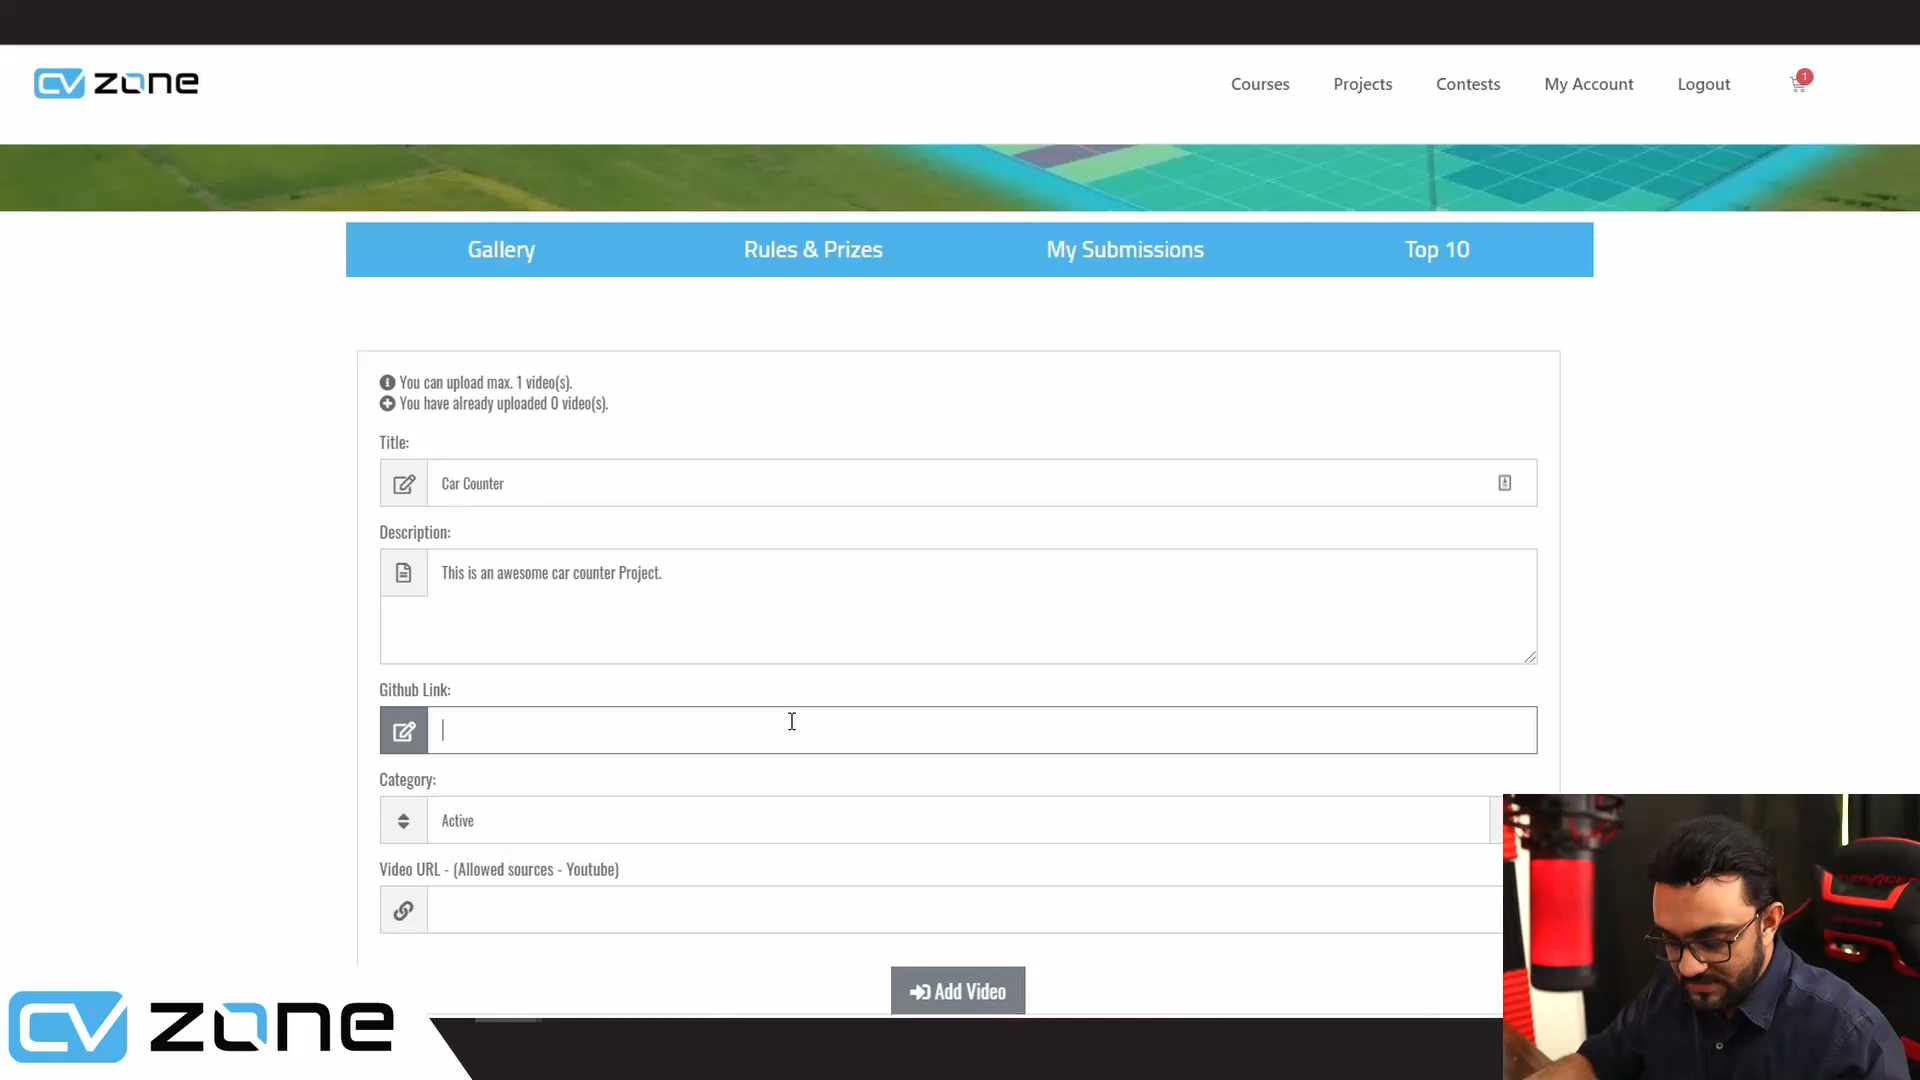 CV zone
Courses
Projects
Contests
My Account
Logout
1
Gallery
Rules & Prizes
My Submissions
Top 10
You can upload max. 1 video(s).
You have already uploaded 0 video(s).
Title:
Car Counter
Description:
This is an awesome car counter Project.
Github Link:
Category:
Active
Video URL - (Allowed sources - Youtube)
Add Video
CV zone